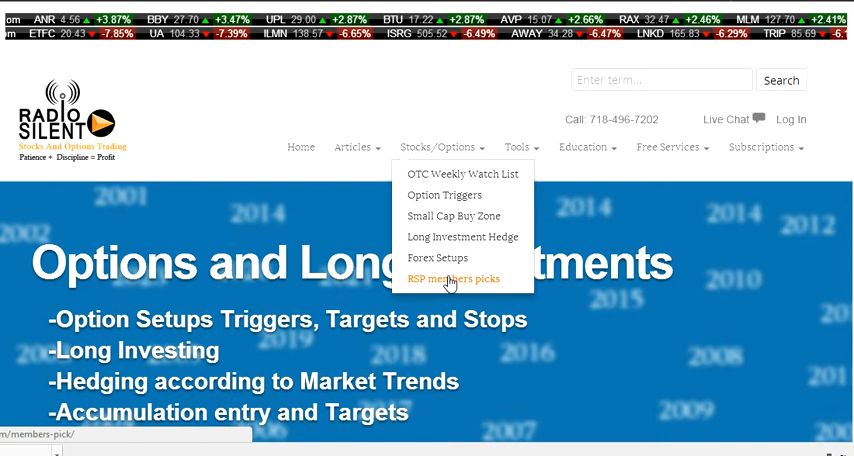 om ANR 4.56 +3.87% BBY 27.70 +3.47% UPL 29.00 +2.87% BTU 17.22 +2.87% AVP 15.07 +2.66% RAX 32.47 +2.46% MLM 127.70 +2.41%
om ETFC 20.43 -7.85% UA 104.33 -7.39% ILMN 138.57 -6.65% ISRG 505.52 -6.49% AWAY 34.28 -6.47% LNKD 165.83 -6.29% TRIP 85.69 -6.1
Enter term... Search
Call: 718-496-7202 Live Chat Log In
RADIO
SILENT
Stocks And Options Trading
Patience + Discipline = Profit
Home Articles Stocks/Options Tools Education Free Services Subscriptions
OTC Weekly Watch List
Option Triggers
Small Cap Buy Zone
Long Investment Hedge
Forex Setups
RSP members picks
2001 2014 2014 2014 2012
2002
Options and Long tments
2010
2015
-Option Setups Triggers, Targets and Stops
2019
-Long Investing
2018 2016 2008
-Hedging according to Market Trends
2009
-Accumulation entry and Targets
2006 2007
m/members-pick/